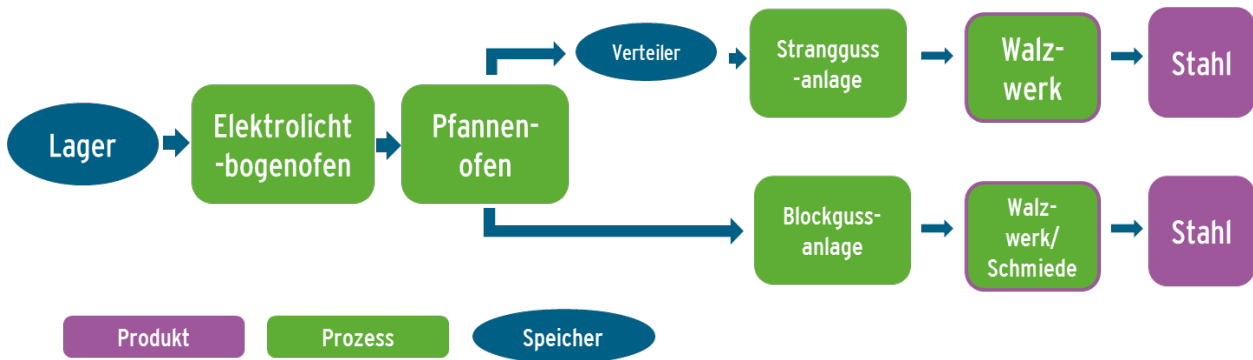 Lager
Elektrolicht
-bogenofen
Pfannen-
ofen
Verteiler
Strangguss
-anlage
Walz-
werk
Stahl
Blockguss-
anlage
Walz-
werk/
Schmiede
Stahl
Produkt
Prozess
Speicher